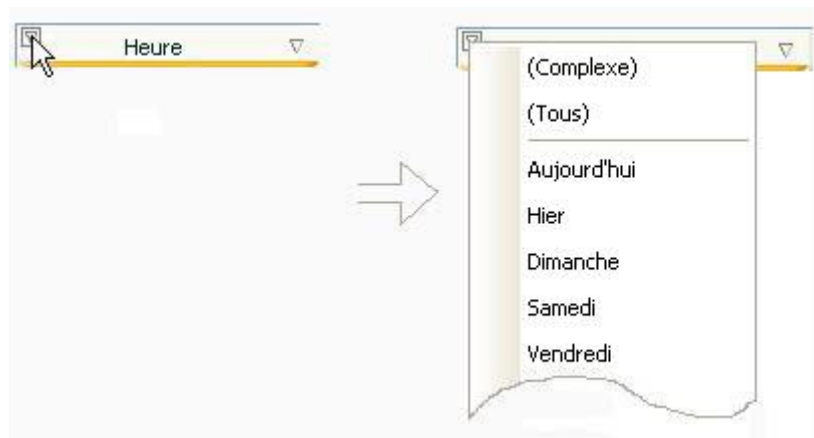 Heure
(Complexe)
(Tous)
Aujourd'hui
Hier
Dimanche
Samedi
Vendredi